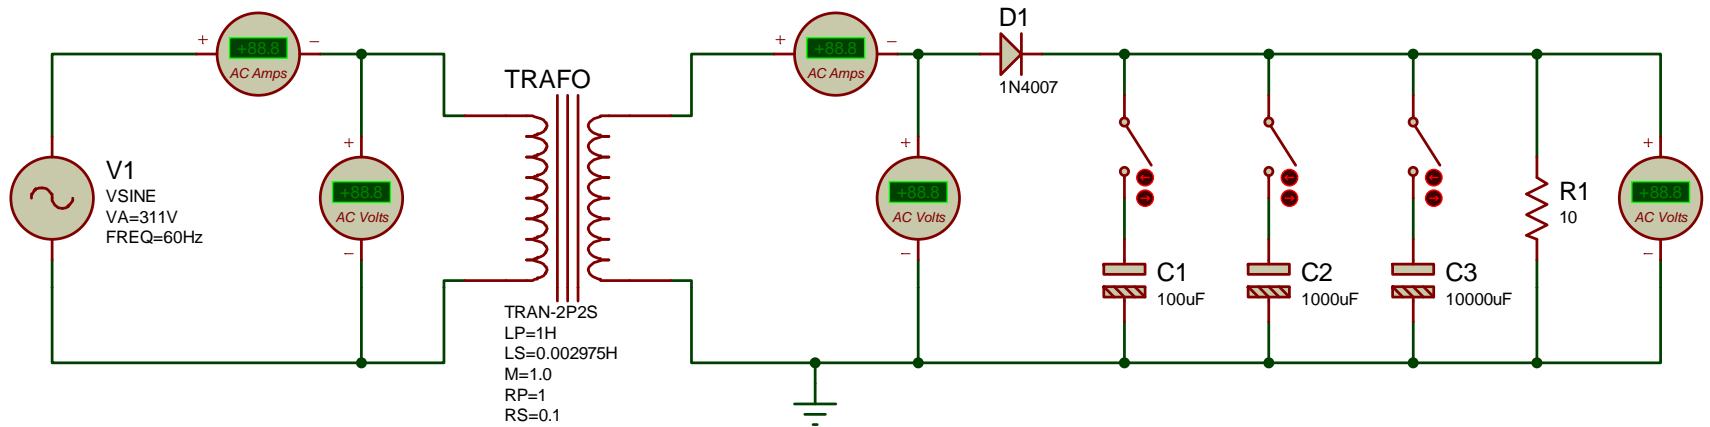 + +88.8 −
AC Amps
V1
VSINE
VA=311V
FREQ=60Hz
+
+88.8
AC Volts
−
TRAFO
TRAN-2P2S
LP=1H
LS=0.002975H
M=1.0
RP=1
RS=0.1
+ +88.8 −
AC Amps
+
+88.8
AC Volts
−
D1
1N4007
C1
100uF
C2
1000uF
C3
10000uF
R1
10
+
+88.8
AC Volts
−